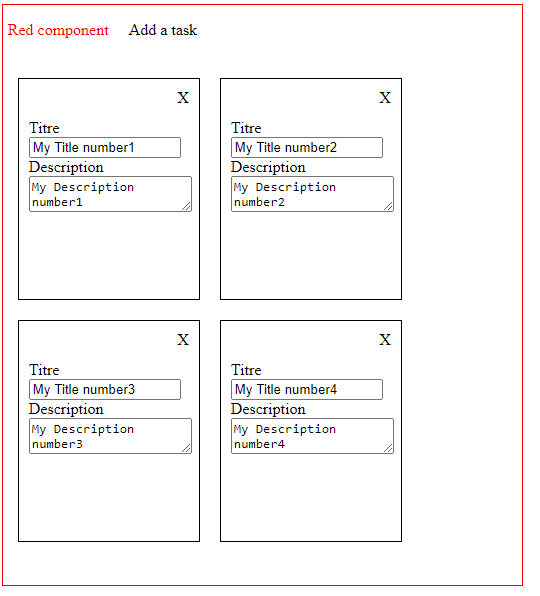 Red component Add a task
X
Titre
My Title number1
Description
My Description
number1
X
Titre
My Title number2
Description
My Description
number2
X
Titre
My Title number3
Description
My Description
number3
X
Titre
My Title number4
Description
My Description
number4